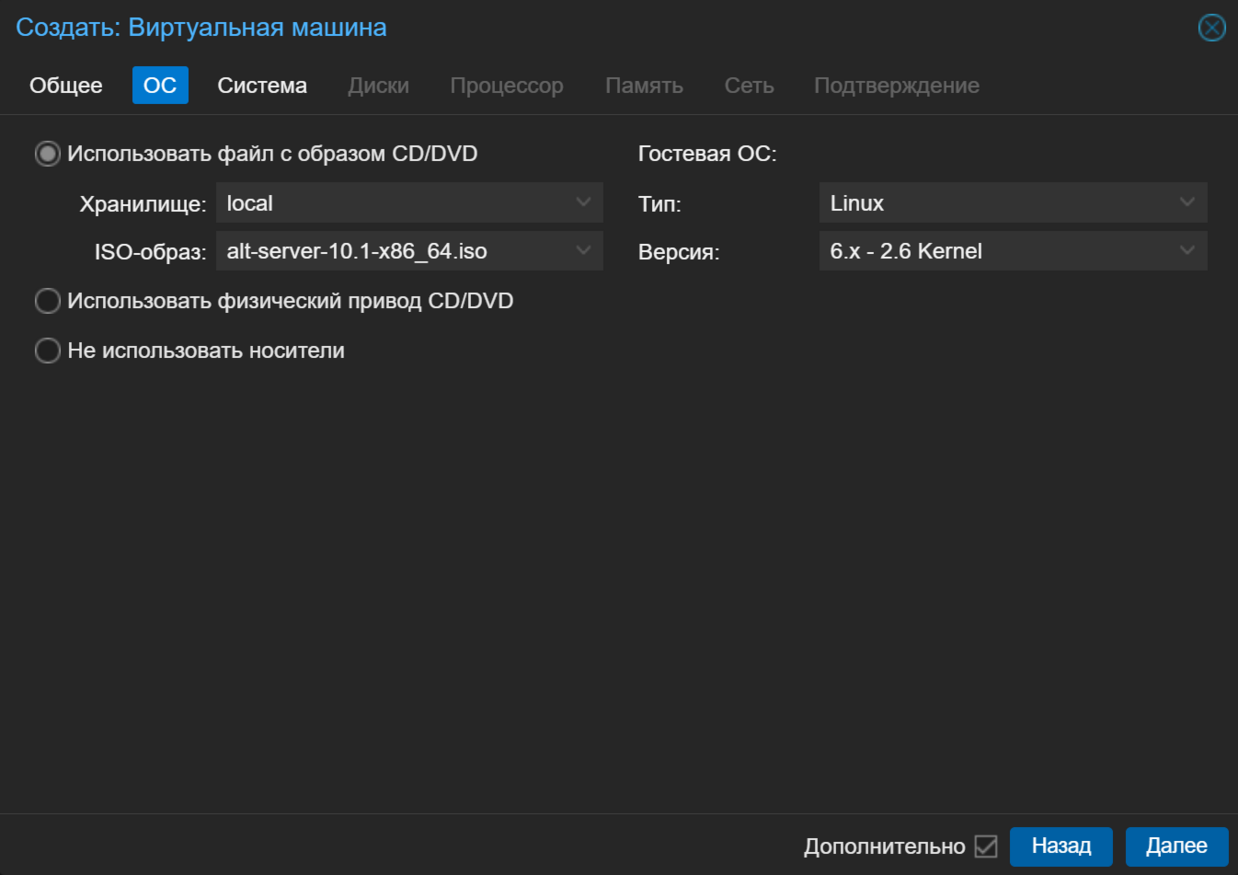 Создать: Виртуальная машина
Общее ОС Система Диски Процессор Память Сеть Подтверждение
Использовать файл с образом CD/DVD Гостевая ОС:
Хранилище: local Тип: Linux
ISO-образ: alt-server-10.1-x86_64.iso Версия: 6.x - 2.6 Kernel
Использовать физический привод CD/DVD
Не использовать носители
Дополнительно Назад Далее